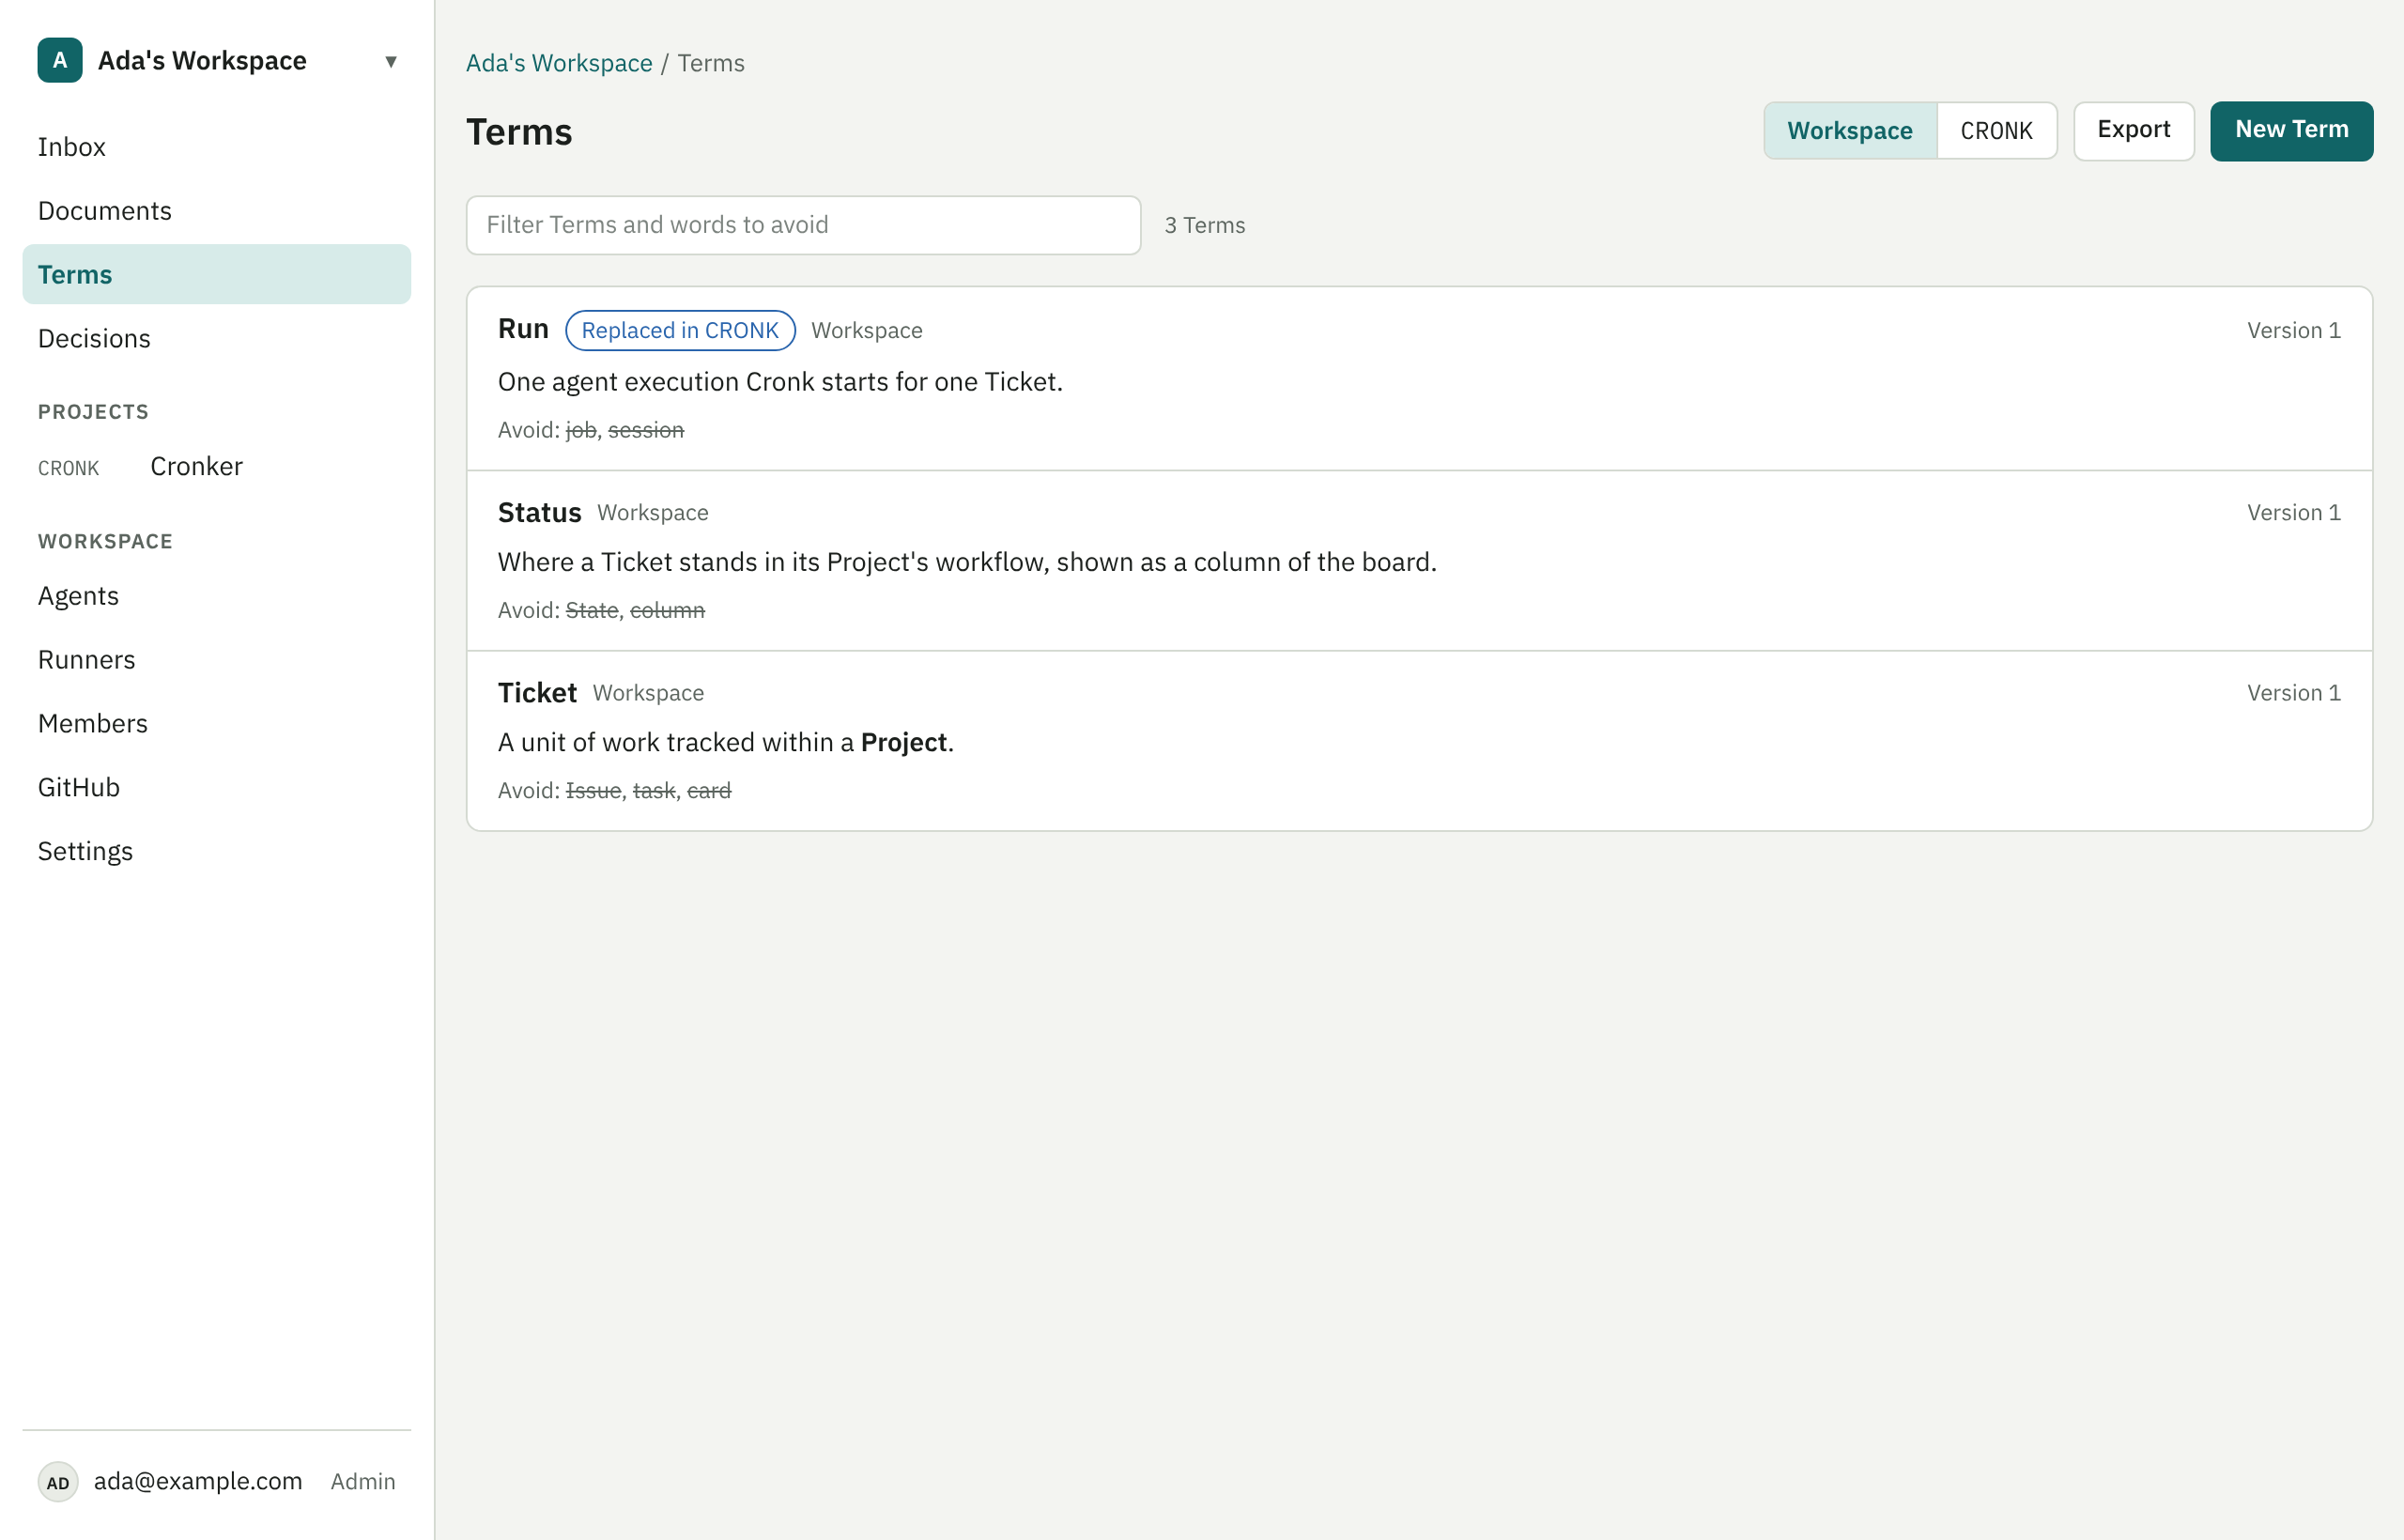 A Ada's Workspace ▼
Inbox
Documents
Terms
Decisions
PROJECTS
CRONK Cronker
WORKSPACE
Agents
Runners
Members
GitHub
Settings
AD ada@example.com Admin
Ada's Workspace / Terms
Terms
Workspace CRONK Export New Term
Filter Terms and words to avoid 3 Terms
Run Replaced in CRONK Workspace Version 1
One agent execution Cronk starts for one Ticket.
Avoid: job, session
Status Workspace Version 1
Where a Ticket stands in its Project's workflow, shown as a column of the board.
Avoid: State, column
Ticket Workspace Version 1
A unit of work tracked within a Project.
Avoid: Issue, task, card